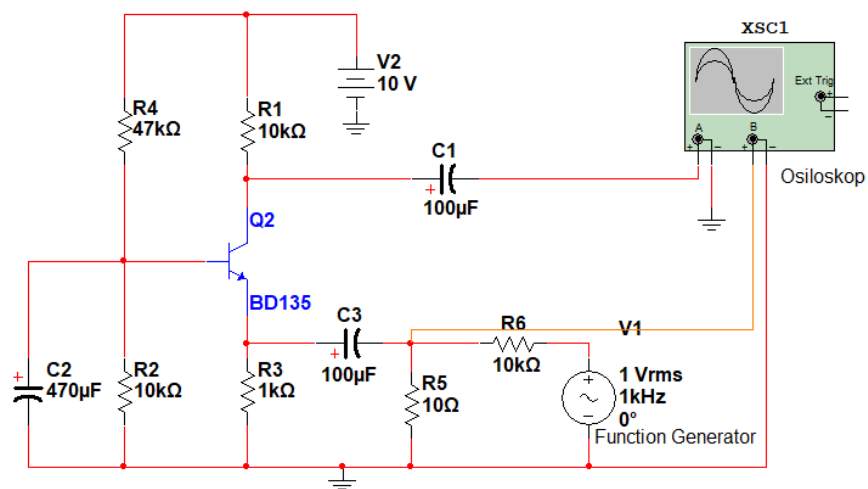 XSC1
V2
10 V
Ext Trig
+
−
R4
47kΩ
R1
10kΩ
A
B
+
−
+
−
C1
+
100µF
Osiloskop
Q2
BD135
C3
+
100µF
R6
10kΩ
V1
C2
+
470µF
R2
10kΩ
R3
1kΩ
R5
10Ω
+
−
1 Vrms
1kHz
0°
Function Generator